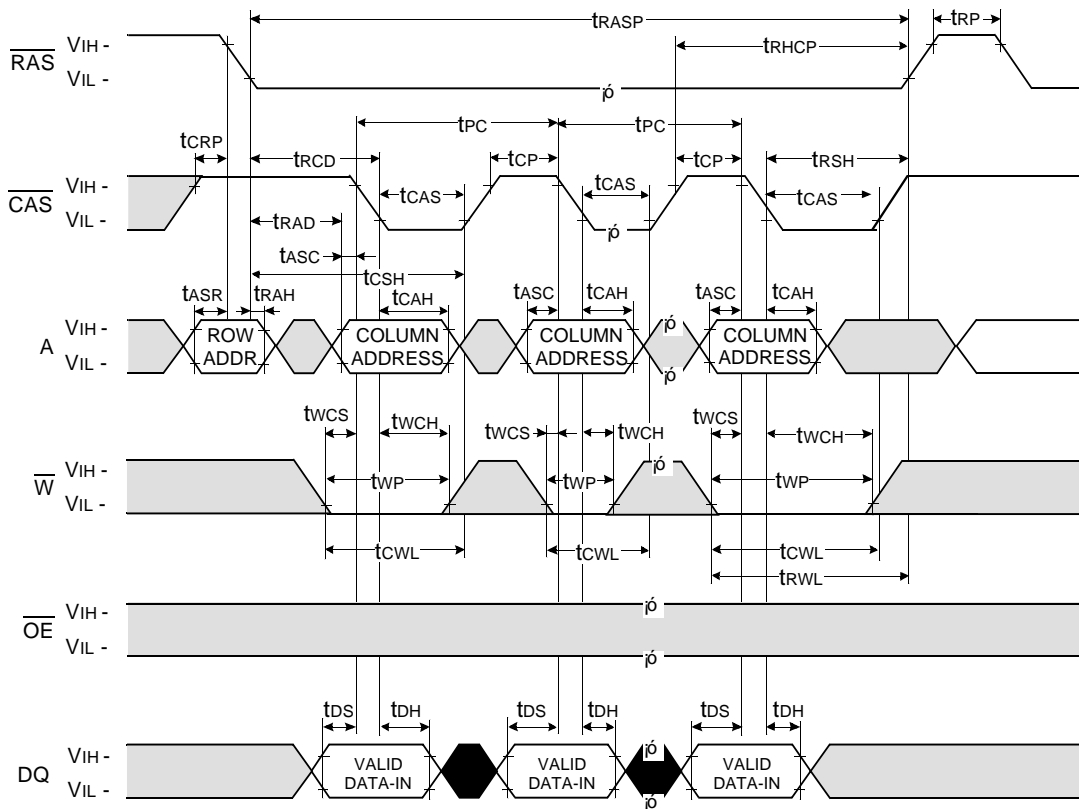 tRASP
tRP
tRHCP
RAS
VIH -
VIL -
¡ó
tPC
tPC
tCRP
tRCD
tCP
tCP
tRSH
CAS
VIH -
VIL -
tCAS
tCAS
tCAS
¡ó
tRAD
tASC
tCSH
tASR
tRAH
tCAH
tASC
tCAH
tASC
tCAH
A
VIH -
VIL -
ROW
ADDR
COLUMN
ADDRESS
COLUMN
ADDRESS
¡ó
¡ó
COLUMN
ADDRESS
tWCS
tWCH
tWCS
tWCH
tWCS
tWCH
W
VIH -
VIL -
tWP
tWP
¡ó
tWP
tCWL
tCWL
tCWL
tRWL
OE
VIH -
VIL -
¡ó
¡ó
tDS
tDH
tDS
tDH
tDS
tDH
DQ
VIH -
VIL -
VALID
DATA-IN
VALID
DATA-IN
¡ó
¡ó
VALID
DATA-IN